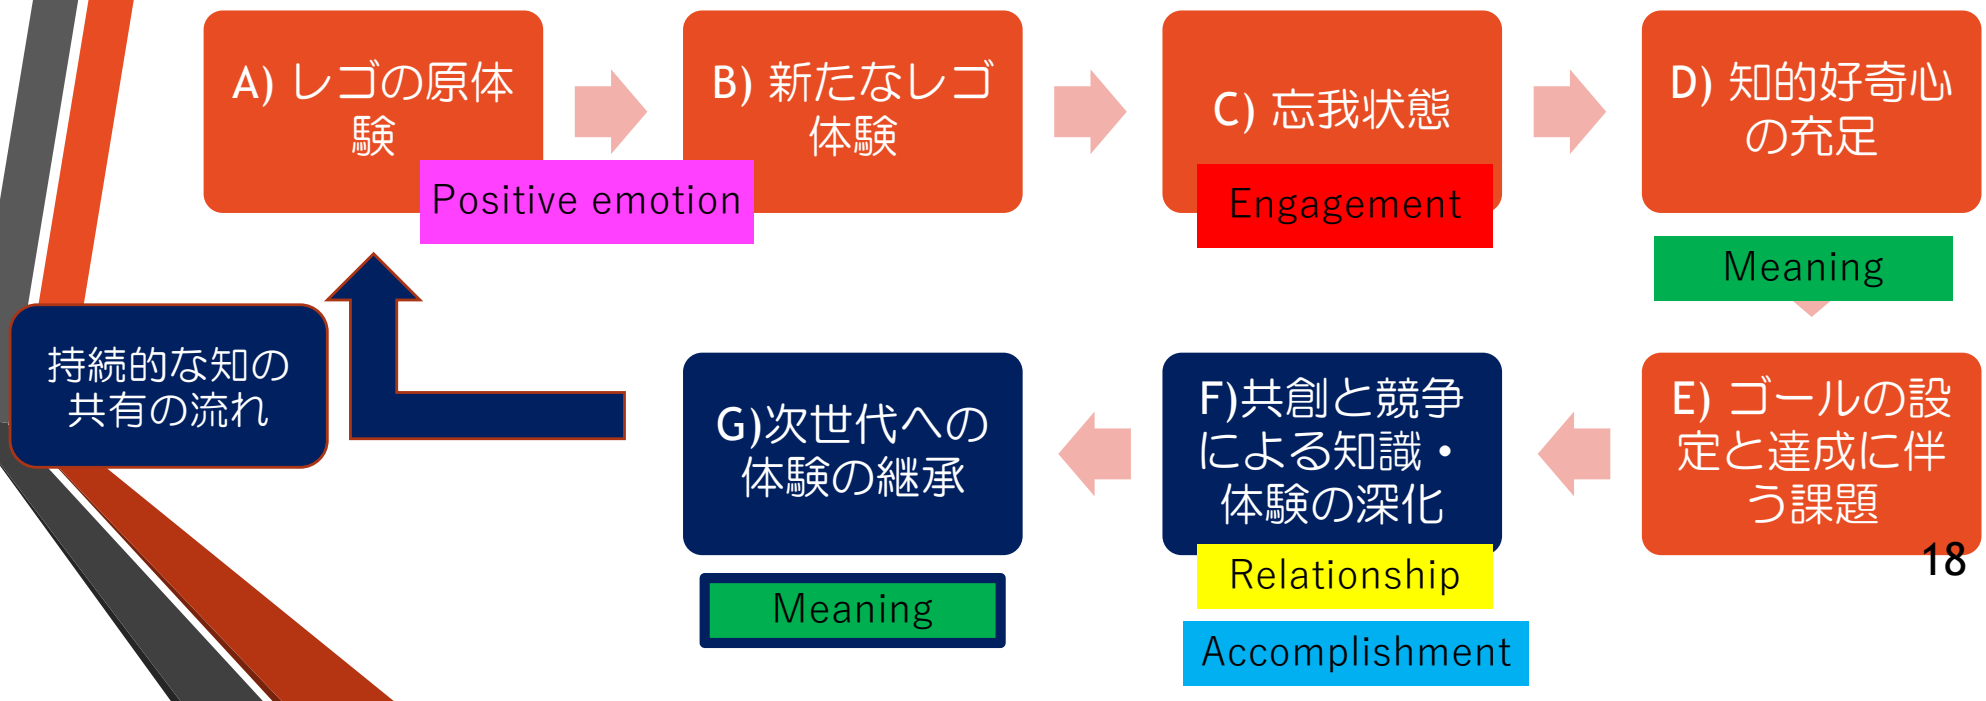 A) レゴの原体
験
Positive emotion
B) 新たなレゴ
体験
C) 忘我状態
Engagement
D) 知的好奇心
の充足
Meaning
E) ゴールの設
定と達成に伴
う課題
18
F)共創と競争
による知識・
体験の深化
Relationship
Accomplishment
G)次世代への
体験の継承
Meaning
持続的な知の
共有の流れ